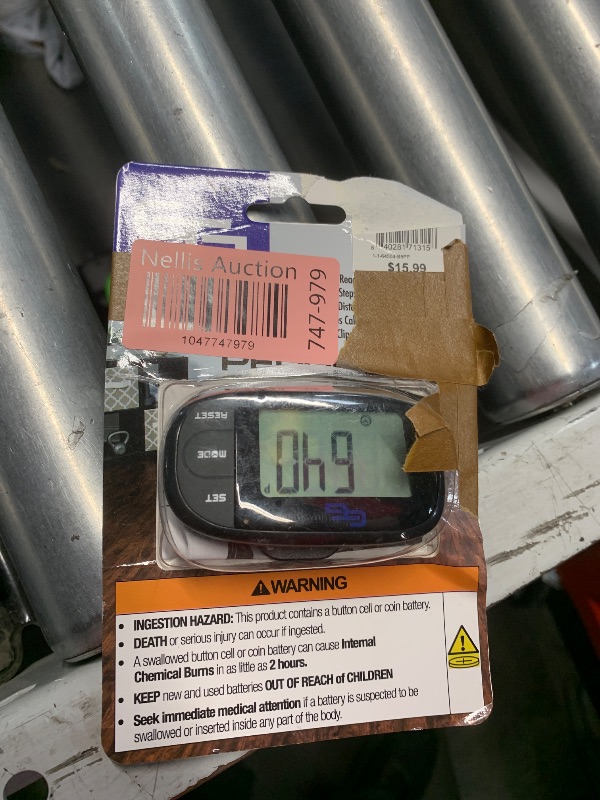 4028171315
$15.99
Nellis Auction
747-979
1047747979
Step
Dist
RESET
MODE
SET
WARNING
• INGESTION HAZARD: This product contains a button cell or coin battery.
• DEATH or serious injury can occur if ingested.
• A swallowed button cell or coin battery can cause Internal
Chemical Burns in as little as 2 hours.
• KEEP new and used batteries OUT OF REACH of CHILDREN
• Seek immediate medical attention if a battery is suspected to be
swallowed or inserted inside any part of the body.